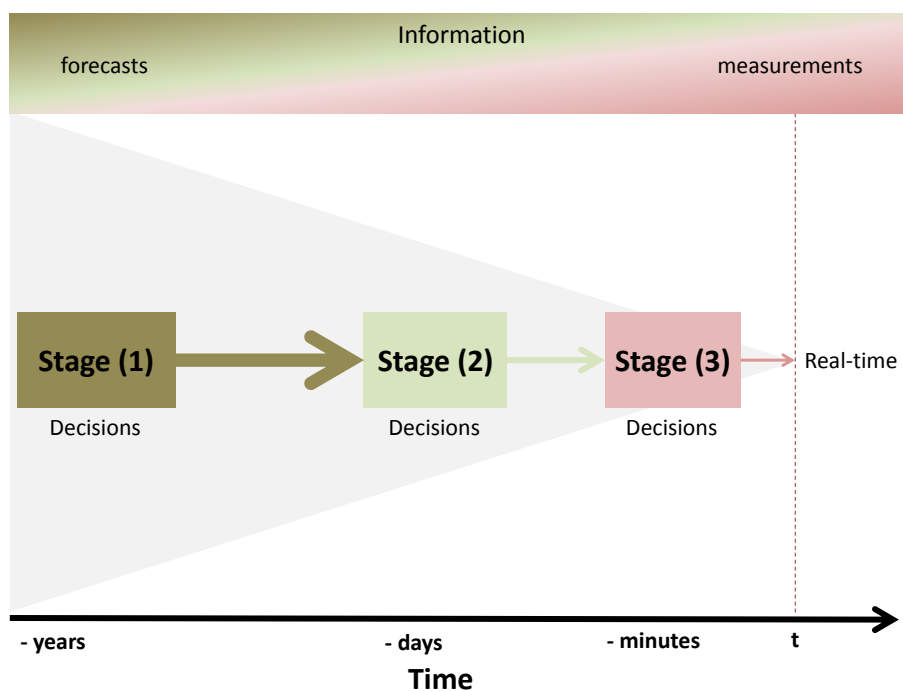 Information
forecasts
measurements
Stage (1)
Stage (2)
Stage (3)
Real-time
Decisions
Decisions
Decisions
- years
- days
- minutes
t
Time